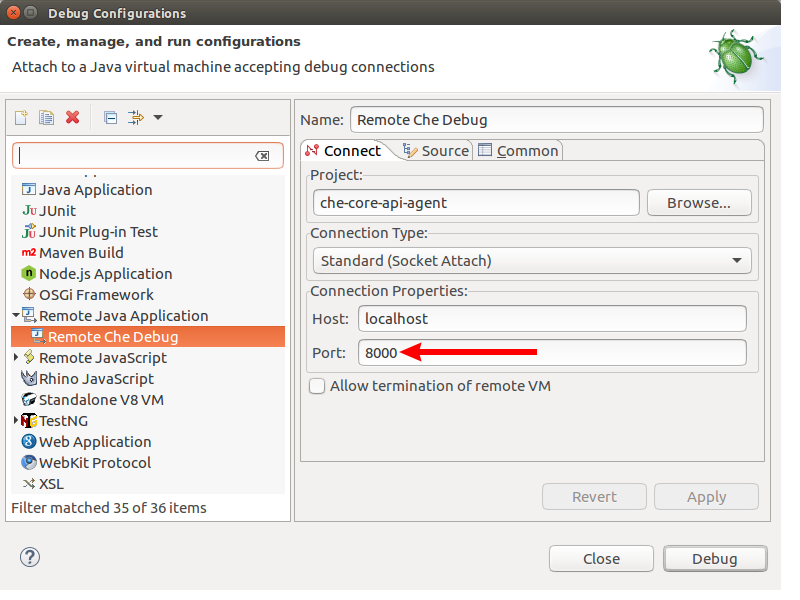 Debug Configurations
Create, manage, and run configurations
Attach to a Java virtual machine accepting debug connections
Java Application
JUnit
JUnit Plug-in Test
Maven Build
Node.js Application
OSGi Framework
Remote Java Application
Remote Che Debug
Remote JavaScript
Rhino JavaScript
Standalone V8 VM
TestNG
Web Application
WebKit Protocol
XSL
Filter matched 35 of 36 items
Name: Remote Che Debug
Connect Source Common
Project:
che-core-api-agent Browse...
Connection Type:
Standard (Socket Attach)
Connection Properties:
Host: localhost
Port: 8000
Allow termination of remote VM
Revert Apply
Close Debug